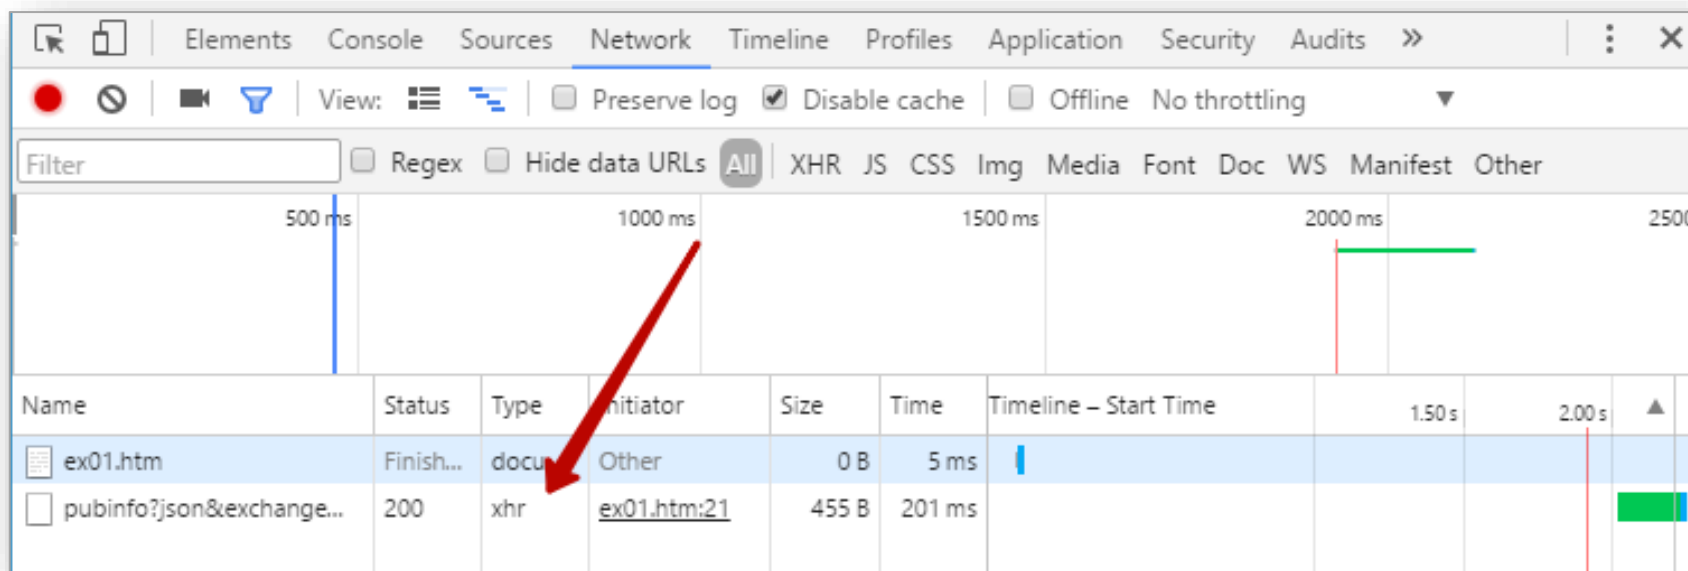 Elements Console Sources Network Timeline Profiles Application Security Audits »
View: Preserve log Disable cache Offline No throttling
Filter Regex Hide data URLs All XHR JS CSS Img Media Font Doc WS Manifest Other
500 ms 1000 ms 1500 ms 2000 ms 2500
Name Status Type Initiator Size Time Timeline – Start Time 1.50 s 2.00 s
ex01.htm Finish... docu Other 0 B 5 ms
pubinfo?json&exchange... 200 xhr ex01.htm:21 455 B 201 ms